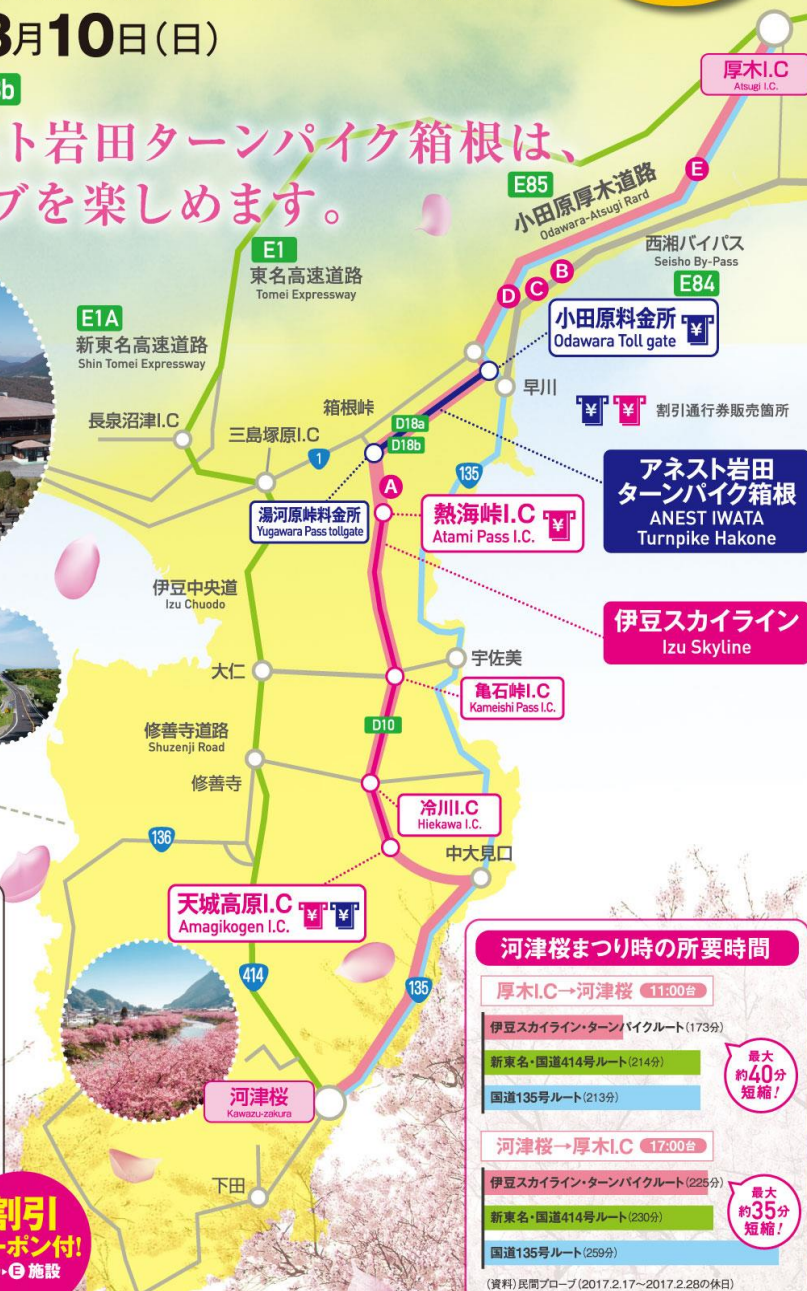 3月10日(日)
ト岩田ターンパイク箱根は、
ブを楽しめます。
厚木I.C
Atsugi I.C.
E
E85
小田原厚木道路
Odawara-Atsugi Rard
西湘バイパス
Seisho By-Pass
E84
E1
東名高速道路
Tomei Expressway
B
C
D
E1A
新東名高速道路
Shin Tomei Expressway
小田原料金所 ¥
Odawara Toll gate
早川
¥ ¥ 割引通行券販売箇所
箱根峠
長泉沼津I.C
三島塚原I.C
D18a
D18b
1
135
A
アネスト岩田
ターンパイク箱根
ANEST IWATA
Turnpike Hakone
湯河原峠料金所
Yugawara Pass tollgate
熱海峠I.C ¥
Atami Pass I.C.
伊豆中央道
Izu Chuodo
伊豆スカイライン
Izu Skyline
大仁
宇佐美
亀石峠I.C
Kameishi Pass I.C.
D10
修善寺道路
Shuzenji Road
修善寺
冷川I.C
Hiekawa I.C.
136
中大見口
天城高原I.C ¥ ¥
Amagikogen I.C.
414
135
河津桜
Kawazu-zakura
下田
割引
ーポン付!
E 施設
河津桜まつり時の所要時間
厚木I.C→河津桜 11:00台
伊豆スカイライン・ターンパイクルート(173分)
新東名・国道414号ルート(214分)
国道135号ルート(213分)
最大
約40分
短縮!
河津桜→厚木I.C 17:00台
伊豆スカイライン・ターンパイクルート(225分)
新東名・国道414号ルート(230分)
国道135号ルート(259分)
最大
約35分
短縮!
(資料)民間プローブ(2017.2.17~2017.2.28の休日)